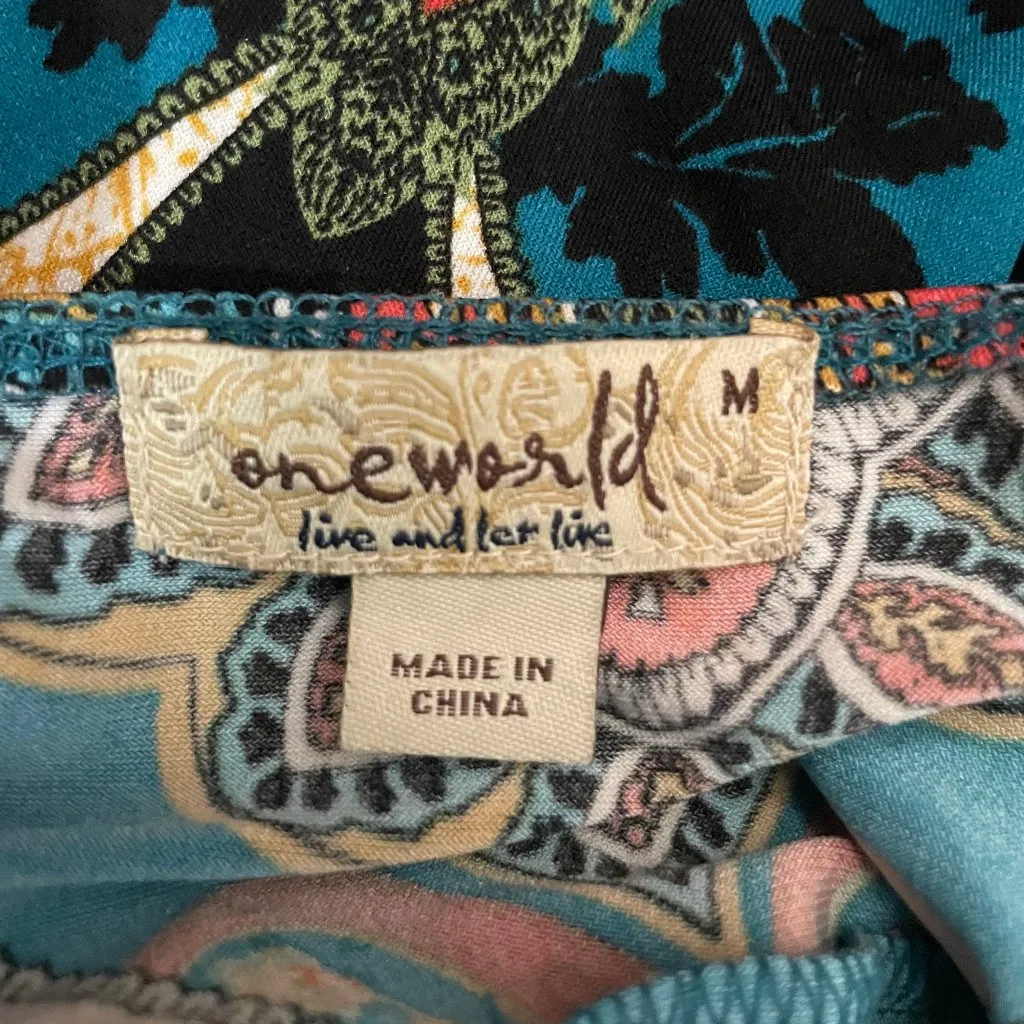 oneworld
M
live and let live
MADE IN
CHINA